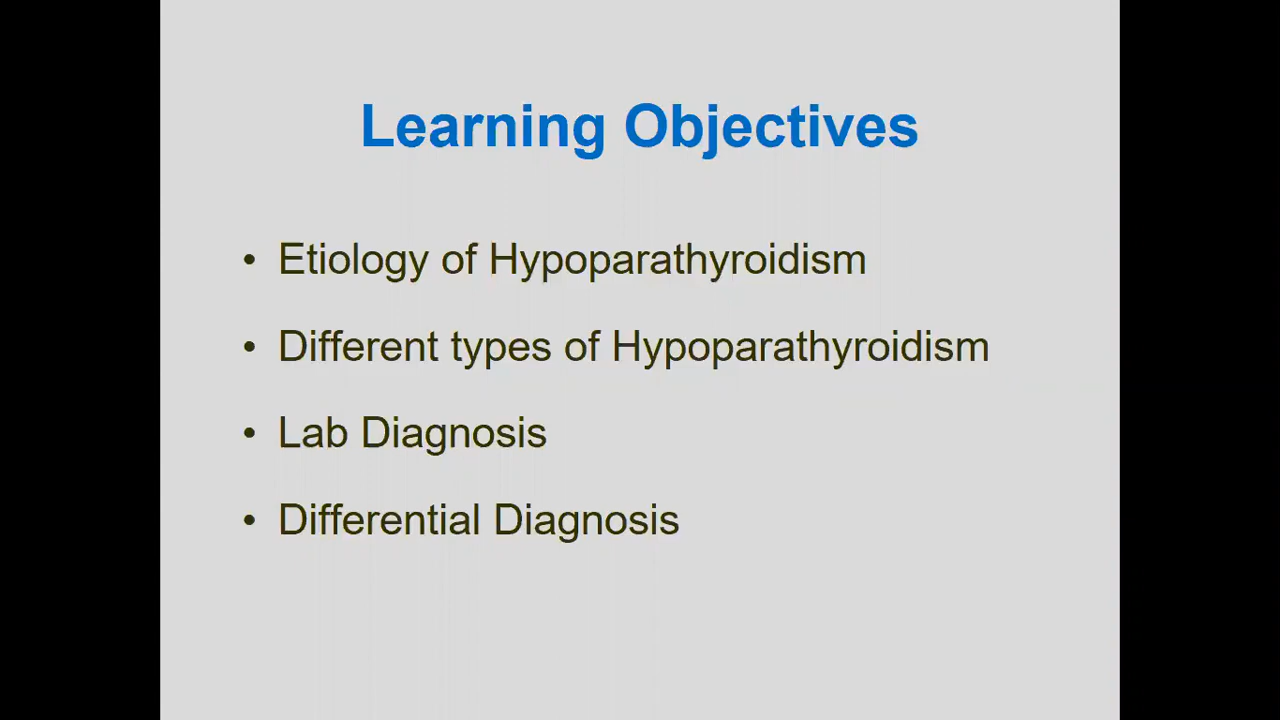 Learning Objectives
• Etiology of Hypoparathyroidism
• Different types of Hypoparathyroidism
• Lab Diagnosis
• Differential Diagnosis